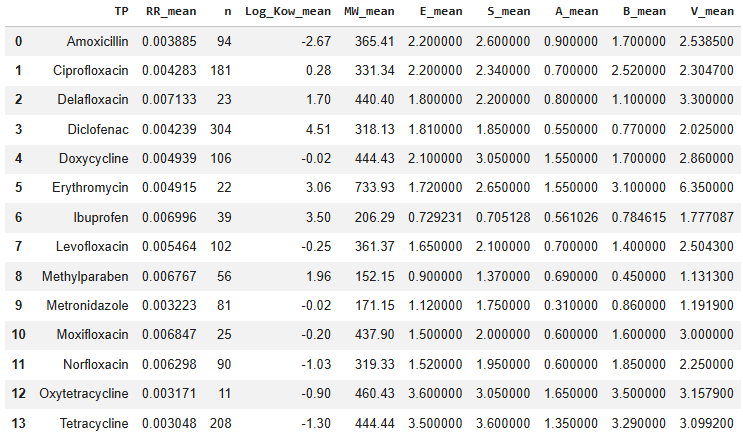 TP RR_mean n Log_Kow_mean MW_mean E_mean S_mean A_mean B_mean V_mean
0 Amoxicillin 0.003885 94 -2.67 365.41 2.200000 2.600000 0.900000 1.700000 2.538500
1 Ciprofloxacin 0.004283 181 0.28 331.34 2.200000 2.340000 0.700000 2.520000 2.304700
2 Delafloxacin 0.007133 23 1.70 440.40 1.800000 2.200000 0.800000 1.100000 3.300000
3 Diclofenac 0.004239 304 4.51 318.13 1.810000 1.850000 0.550000 0.770000 2.025000
4 Doxycycline 0.004939 106 -0.02 444.43 2.100000 3.050000 1.550000 1.700000 2.860000
5 Erythromycin 0.004915 22 3.06 733.93 1.720000 2.650000 1.550000 3.100000 6.350000
6 Ibuprofen 0.006996 39 3.50 206.29 0.729231 0.705128 0.561026 0.784615 1.777087
7 Levofloxacin 0.005464 102 -0.25 361.37 1.650000 2.100000 0.700000 1.400000 2.504300
8 Methylparaben 0.006767 56 1.96 152.15 0.900000 1.370000 0.690000 0.450000 1.131300
9 Metronidazole 0.003223 81 -0.02 171.15 1.120000 1.750000 0.310000 0.860000 1.191900
10 Moxifloxacin 0.006847 25 -0.20 437.90 1.500000 2.000000 0.600000 1.600000 3.000000
11 Norfloxacin 0.006298 90 -1.03 319.33 1.520000 1.950000 0.600000 1.850000 2.250000
12 Oxytetracycline 0.003171 11 -0.90 460.43 3.600000 3.050000 1.650000 3.500000 3.157900
13 Tetracycline 0.003048 208 -1.30 444.44 3.500000 3.600000 1.350000 3.290000 3.099200